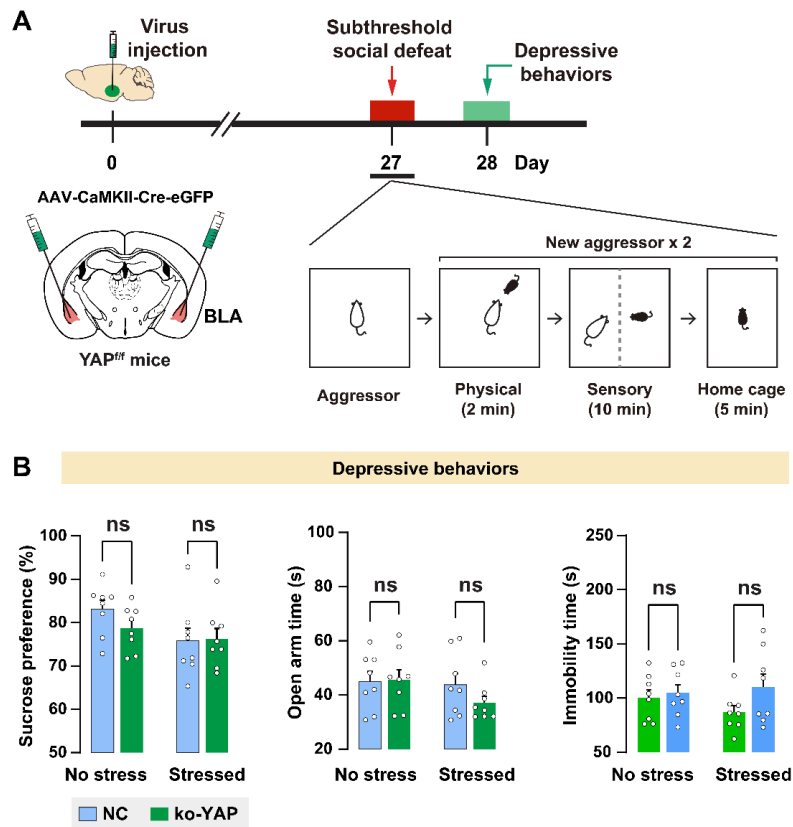 A
Virus
injection
Subthreshold
social defeat
Depressive
behaviors
0
27
28
Day
AAV-CaMKII-Cre-eGFP
BLA
YAPf/f mice
New aggressor x 2
Aggressor
Physical
(2 min)
Sensory
(10 min)
Home cage
(5 min)
B
Depressive behaviors
Sucrose preference (%)
100
90
80
70
60
50
ns
ns
No stress
Stressed
Open arm time (s)
100
80
60
40
20
ns
ns
No stress
Stressed
Immobility time (s)
250
200
150
100
50
ns
ns
No stress
Stressed
NC
ko-YAP